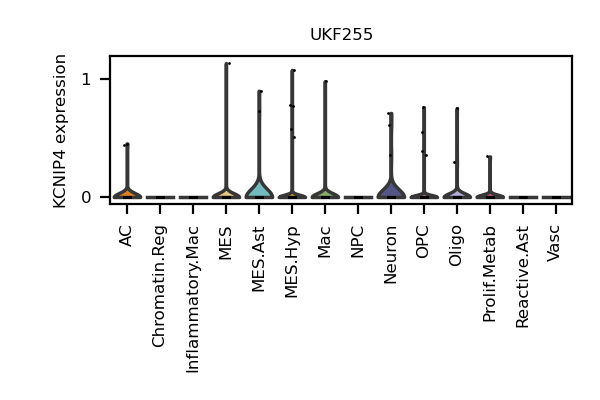 UKF255
KCNIP4 expression
1
0
AC
Chromatin.Reg
Inflammatory.Mac
MES
MES.Ast
MES.Hyp
Mac
NPC
Neuron
OPC
Oligo
Prolif.Metab
Reactive.Ast
Vasc